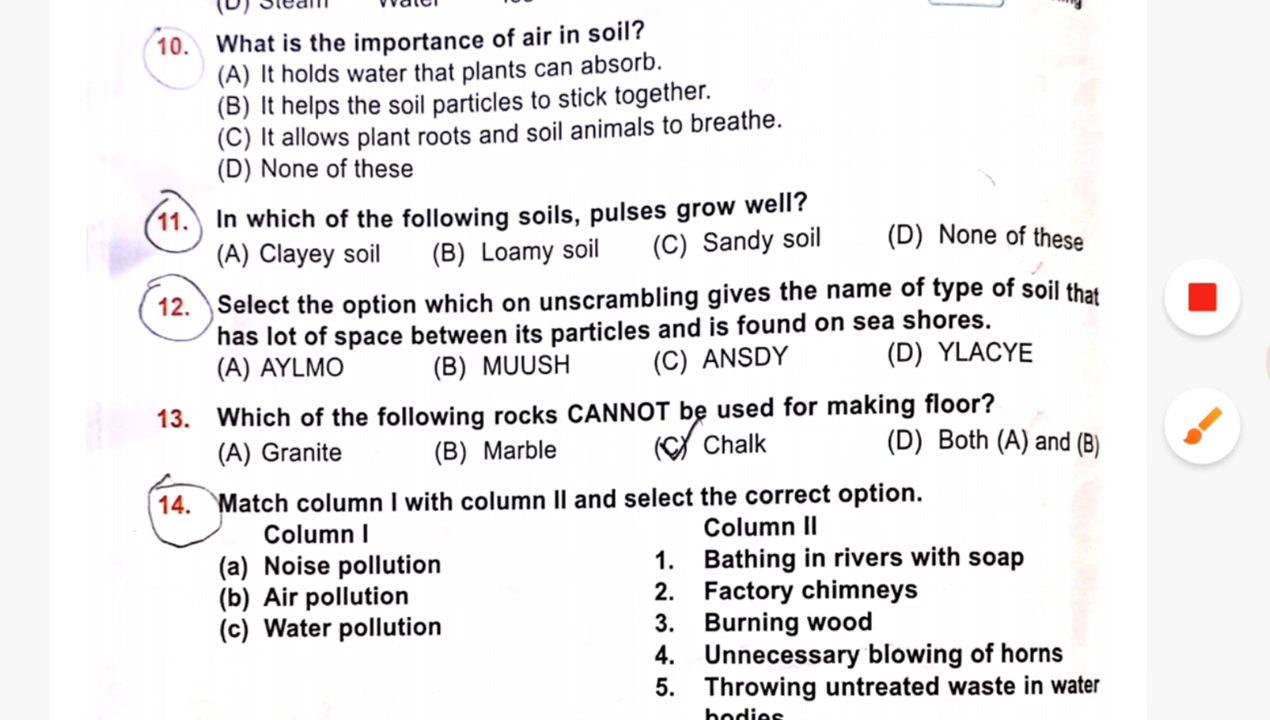 (D) Steam Water
10. What is the importance of air in soil?
(A) It holds water that plants can absorb.
(B) It helps the soil particles to stick together.
(C) It allows plant roots and soil animals to breathe.
(D) None of these
11. In which of the following soils, pulses grow well?
(A) Clayey soil (B) Loamy soil (C) Sandy soil (D) None of these
12. Select the option which on unscrambling gives the name of type of soil that
has lot of space between its particles and is found on sea shores.
(A) AYLMO (B) MUUSH (C) ANSDY (D) YLACYE
13. Which of the following rocks CANNOT be used for making floor?
(A) Granite (B) Marble (C) Chalk (D) Both (A) and (B)
14. Match column I with column II and select the correct option.
Column I Column II
(a) Noise pollution 1. Bathing in rivers with soap
(b) Air pollution 2. Factory chimneys
(c) Water pollution 3. Burning wood
4. Unnecessary blowing of horns
5. Throwing untreated waste in water
bodies